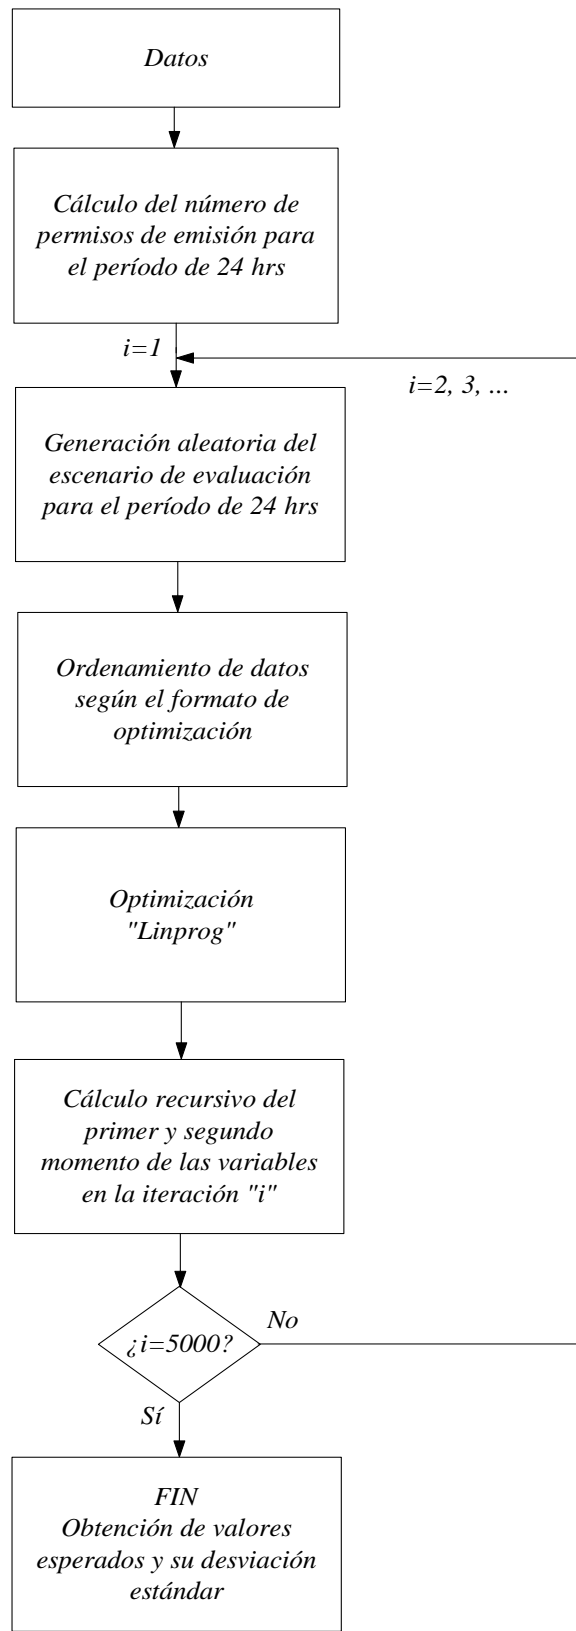 Datos
Cálculo del número de
permisos de emisión para
el período de 24 hrs
i=1
i=2, 3, ...
Generación aleatoria del
escenario de evaluación
para el período de 24 hrs
Ordenamiento de datos
según el formato de
optimización
Optimización
"Linprog"
Cálculo recursivo del
primer y segundo
momento de las variables
en la iteración "i"
¿i=5000?
No
Sí
FIN
Obtención de valores
esperados y su desviación
estándar